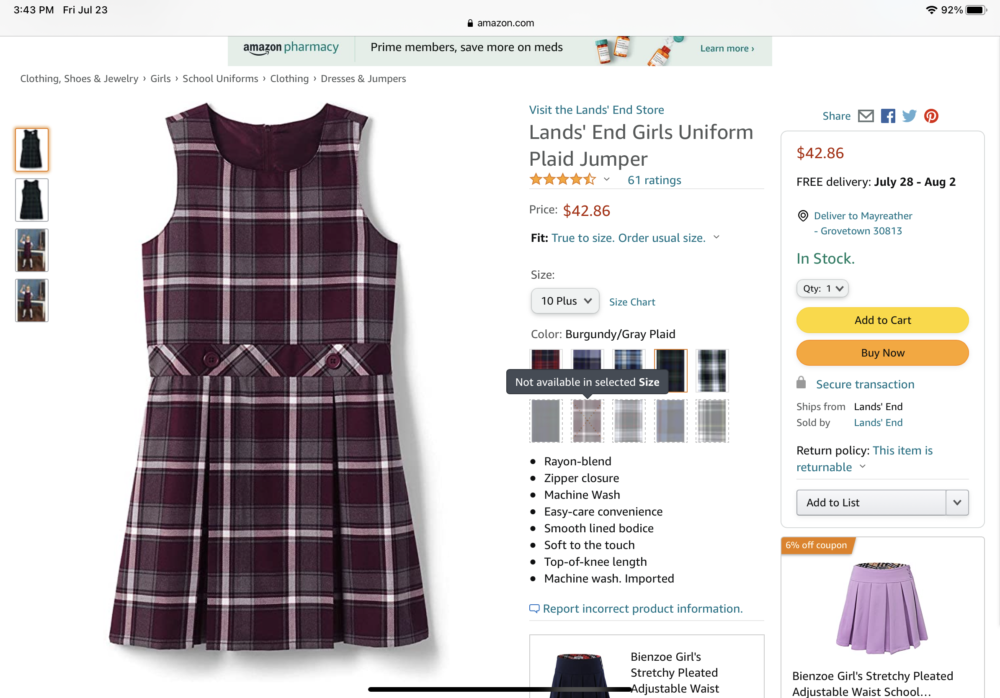 3:43 PM Fri Jul 23
92%
amazon.com
amazon pharmacy
Prime members, save more on meds
Learn more ›
Clothing, Shoes & Jewelry › Girls › School Uniforms › Clothing › Dresses & Jumpers
Visit the Lands' End Store
Lands' End Girls Uniform
Plaid Jumper
61 ratings
Price: $42.86
Fit: True to size. Order usual size.
Size:
10 Plus
Size Chart
Color: Burgundy/Gray Plaid
Not available in selected Size
• Rayon-blend
• Zipper closure
• Machine Wash
• Easy-care convenience
• Smooth lined bodice
• Soft to the touch
• Top-of-knee length
• Machine wash. Imported
Report incorrect product information.
Bienzoe Girl's
Stretchy Pleated
Adjustable Waist
Share
$42.86
FREE delivery: July 28 - Aug 2
Deliver to Mayreather
- Grovetown 30813
In Stock.
Qty: 1
Add to Cart
Buy Now
Secure transaction
Ships from Lands' End
Sold by Lands' End
Return policy: This item is
returnable
Add to List
6% off coupon
Bienzoe Girl's Stretchy Pleated
Adjustable Waist School...